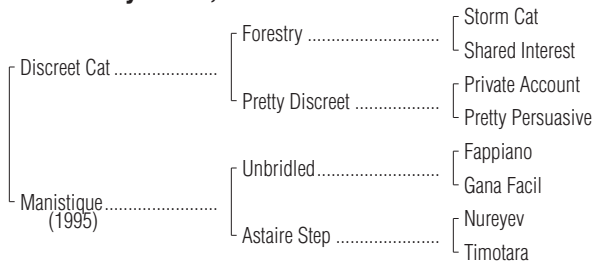 Storm Cat
Forestry ..............................
Shared Interest
Discreet Cat .......................
Private Account
Pretty Discreet ...................
Pretty Persuasive
Fappiano
Unbridled...........................
Gana Facil
Manistique.........................
(1995)
Nureyev
Astaire Step .......................
Timotara